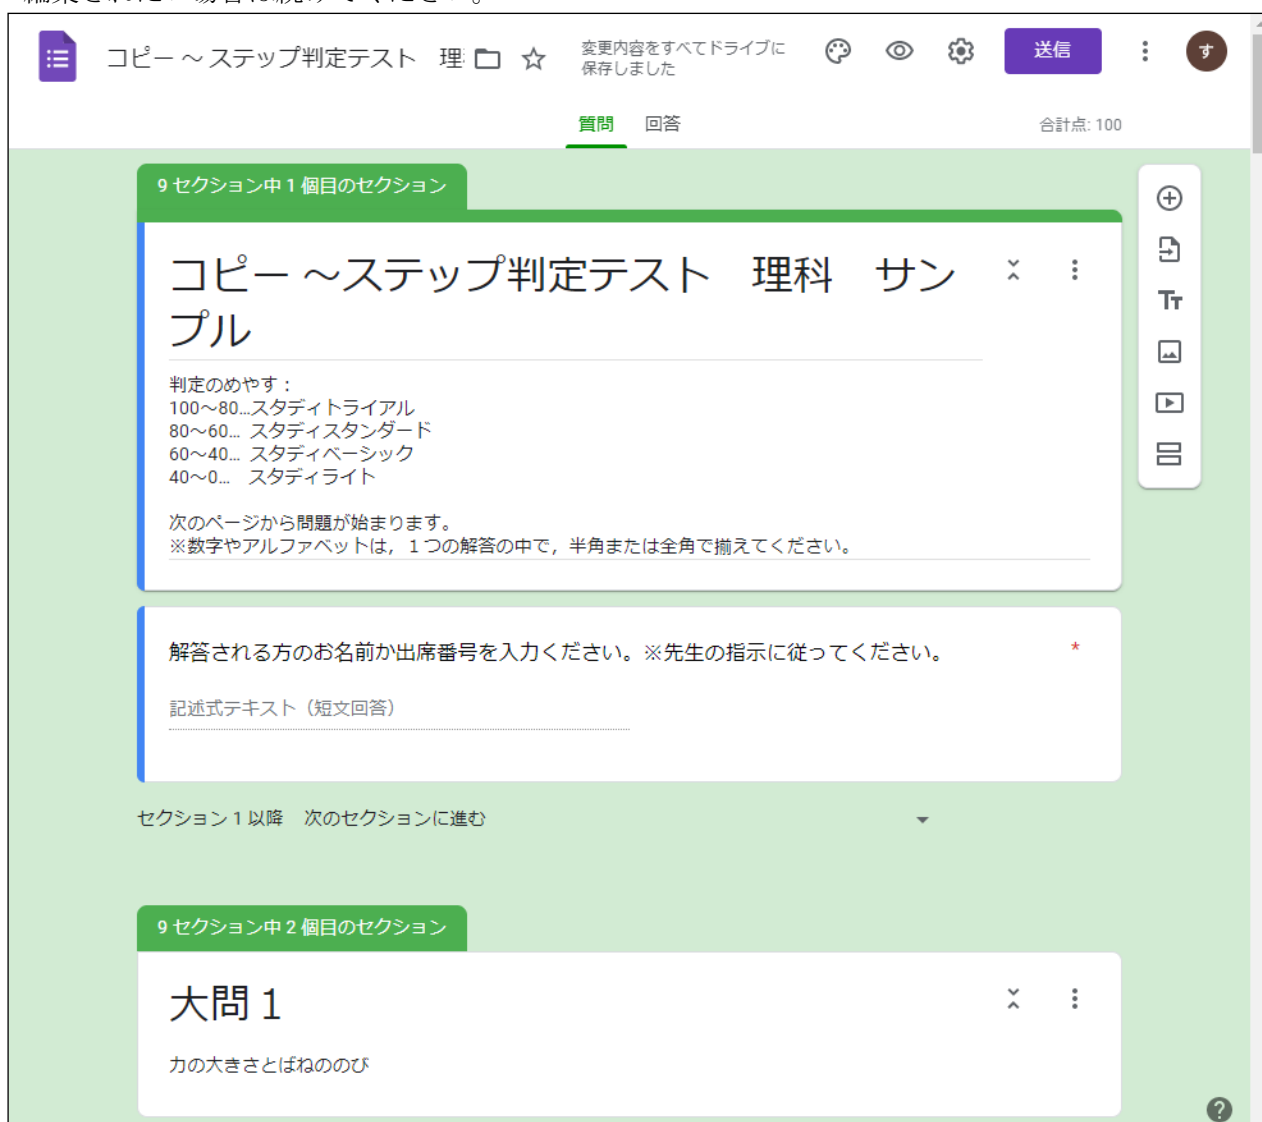 コピー ～ ステップ判定テスト　理
変更内容をすべてドライブに
保存しました
送信
す
質問
回答
合計点: 100
9 セクション中 1 個目のセクション
コピー ～ステップ判定テスト　理科　サン
プル
判定のめやす：
100～80…スタディトライアル
80～60… スタディスタンダード
60～40… スタディベーシック
40～0…　スタディライト
次のページから問題が始まります。
※数字やアルファベットは，１つの解答の中で，半角または全角で揃えてください。
Tт
解答される方のお名前か出席番号を入力ください。※先生の指示に従ってください。
*
記述式テキスト（短文回答）
セクション 1 以降　次のセクションに進む
9 セクション中 2 個目のセクション
大問１
力の大きさとばねののび